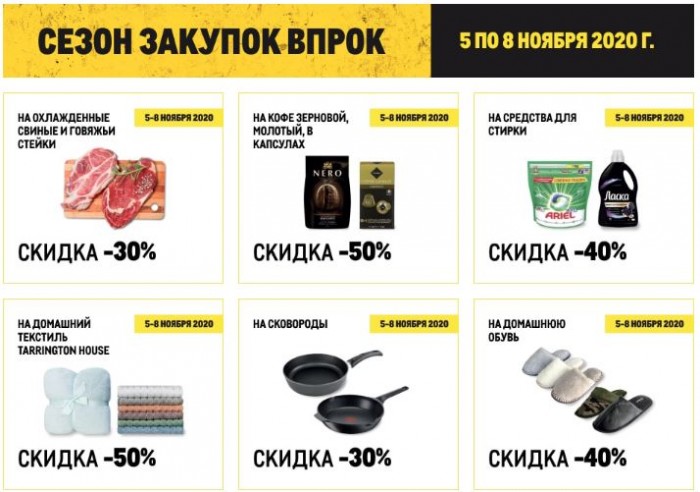 СЕЗОН ЗАКУПОК ВПРОК
5 ПО 8 НОЯБРЯ 2020 Г.
НА ОХЛАЖДЕННЫЕ
СВИНЫЕ И ГОВЯЖЬИ
СТЕЙКИ
5-8 НОЯБРЯ 2020
СКИДКА -30%
НА КОФЕ ЗЕРНОВОЙ,
МОЛОТЫЙ, В
КАПСУЛАХ
5-8 НОЯБРЯ 2020
NERO
СКИДКА -50%
НА СРЕДСТВА ДЛЯ
СТИРКИ
5-8 НОЯБРЯ 2020
ARIEL
Ласка
СКИДКА -40%
НА ДОМАШНИЙ
ТЕКСТИЛЬ
TARRINGTON HOUSE
5-8 НОЯБРЯ 2020
СКИДКА -50%
НА СКОВОРОДЫ
5-8 НОЯБРЯ 2020
СКИДКА -30%
НА ДОМАШНЮЮ
ОБУВЬ
5-8 НОЯБРЯ 2020
СКИДКА -40%